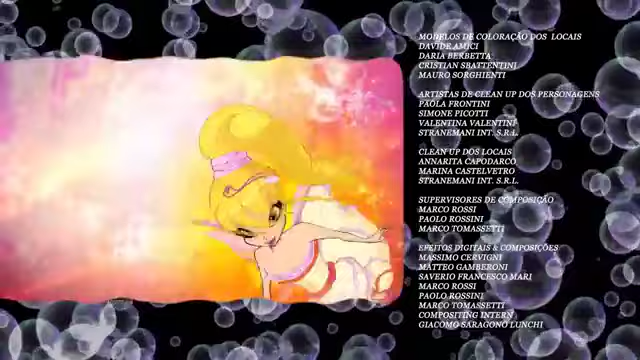 MODELOS DE COLORAÇÃO DOS LOCAIS
DAVIDE AMICI
DARIA BERBETTA
CRISTIAN SBATTENTINI
MAURO SORGHIENTI
ARTISTAS DE CLEAN UP DOS PERSONAGENS
PAOLA FRONTINI
SIMONE PICOTTI
VALENTINA VALENTINI
STRANEMANI INT. S.R.L.
CLEAN UP DOS LOCAIS
ANNARITA CAPODARCO
MARINA CASTELVETRO
STRANEMANI INT. S.R.L.
SUPERVISORES DE COMPOSIÇÃO
MARCO ROSSI
PAOLO ROSSINI
MARCO TOMASSETTI
EFEITOS DIGITAIS & COMPOSIÇÕES
MASSIMO CERVIGNI
MATTEO GAMBERONI
SAVERIO FRANCESCO MARI
MARCO ROSSI
PAOLO ROSSINI
MARCO TOMASSETTI
COMPOSITING INTERN
GIACOMO SARAGONO LUNCHI